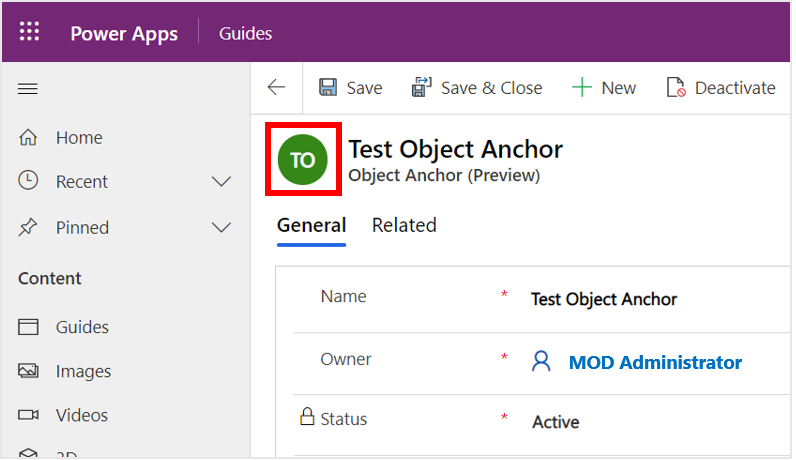 Power Apps Guides
Save Save & Close New Deactivate
Home
Recent
Pinned
Content
Guides
Images
Videos
3D
TO
Test Object Anchor
Object Anchor (Preview)
General Related
Name * Test Object Anchor
Owner * MOD Administrator
Status * Active